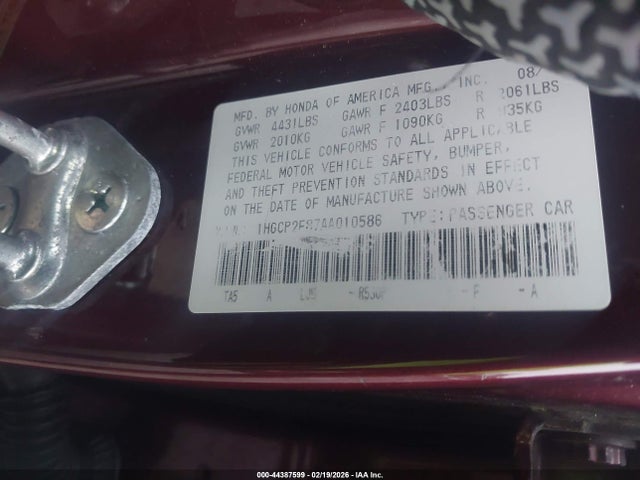 MFD. BY HONDA OF AMERICA MFG., INC. 08/
GVWR 4431LBS GAWR F 2403LBS R 2061LBS
GVWR 2010KG GAWR F 1090KG R 935KG
THIS VEHICLE CONFORMS TO ALL APPLICABLE
FEDERAL MOTOR VEHICLE SAFETY, BUMPER,
AND THEFT PREVENTION STANDARDS IN EFFECT
ON THE DATE OF MANUFACTURE SHOWN ABOVE.
TYPE:PASSENGER CAR
TA5 A - F -A
000-44387599 02/19/2026 - IAA Inc.